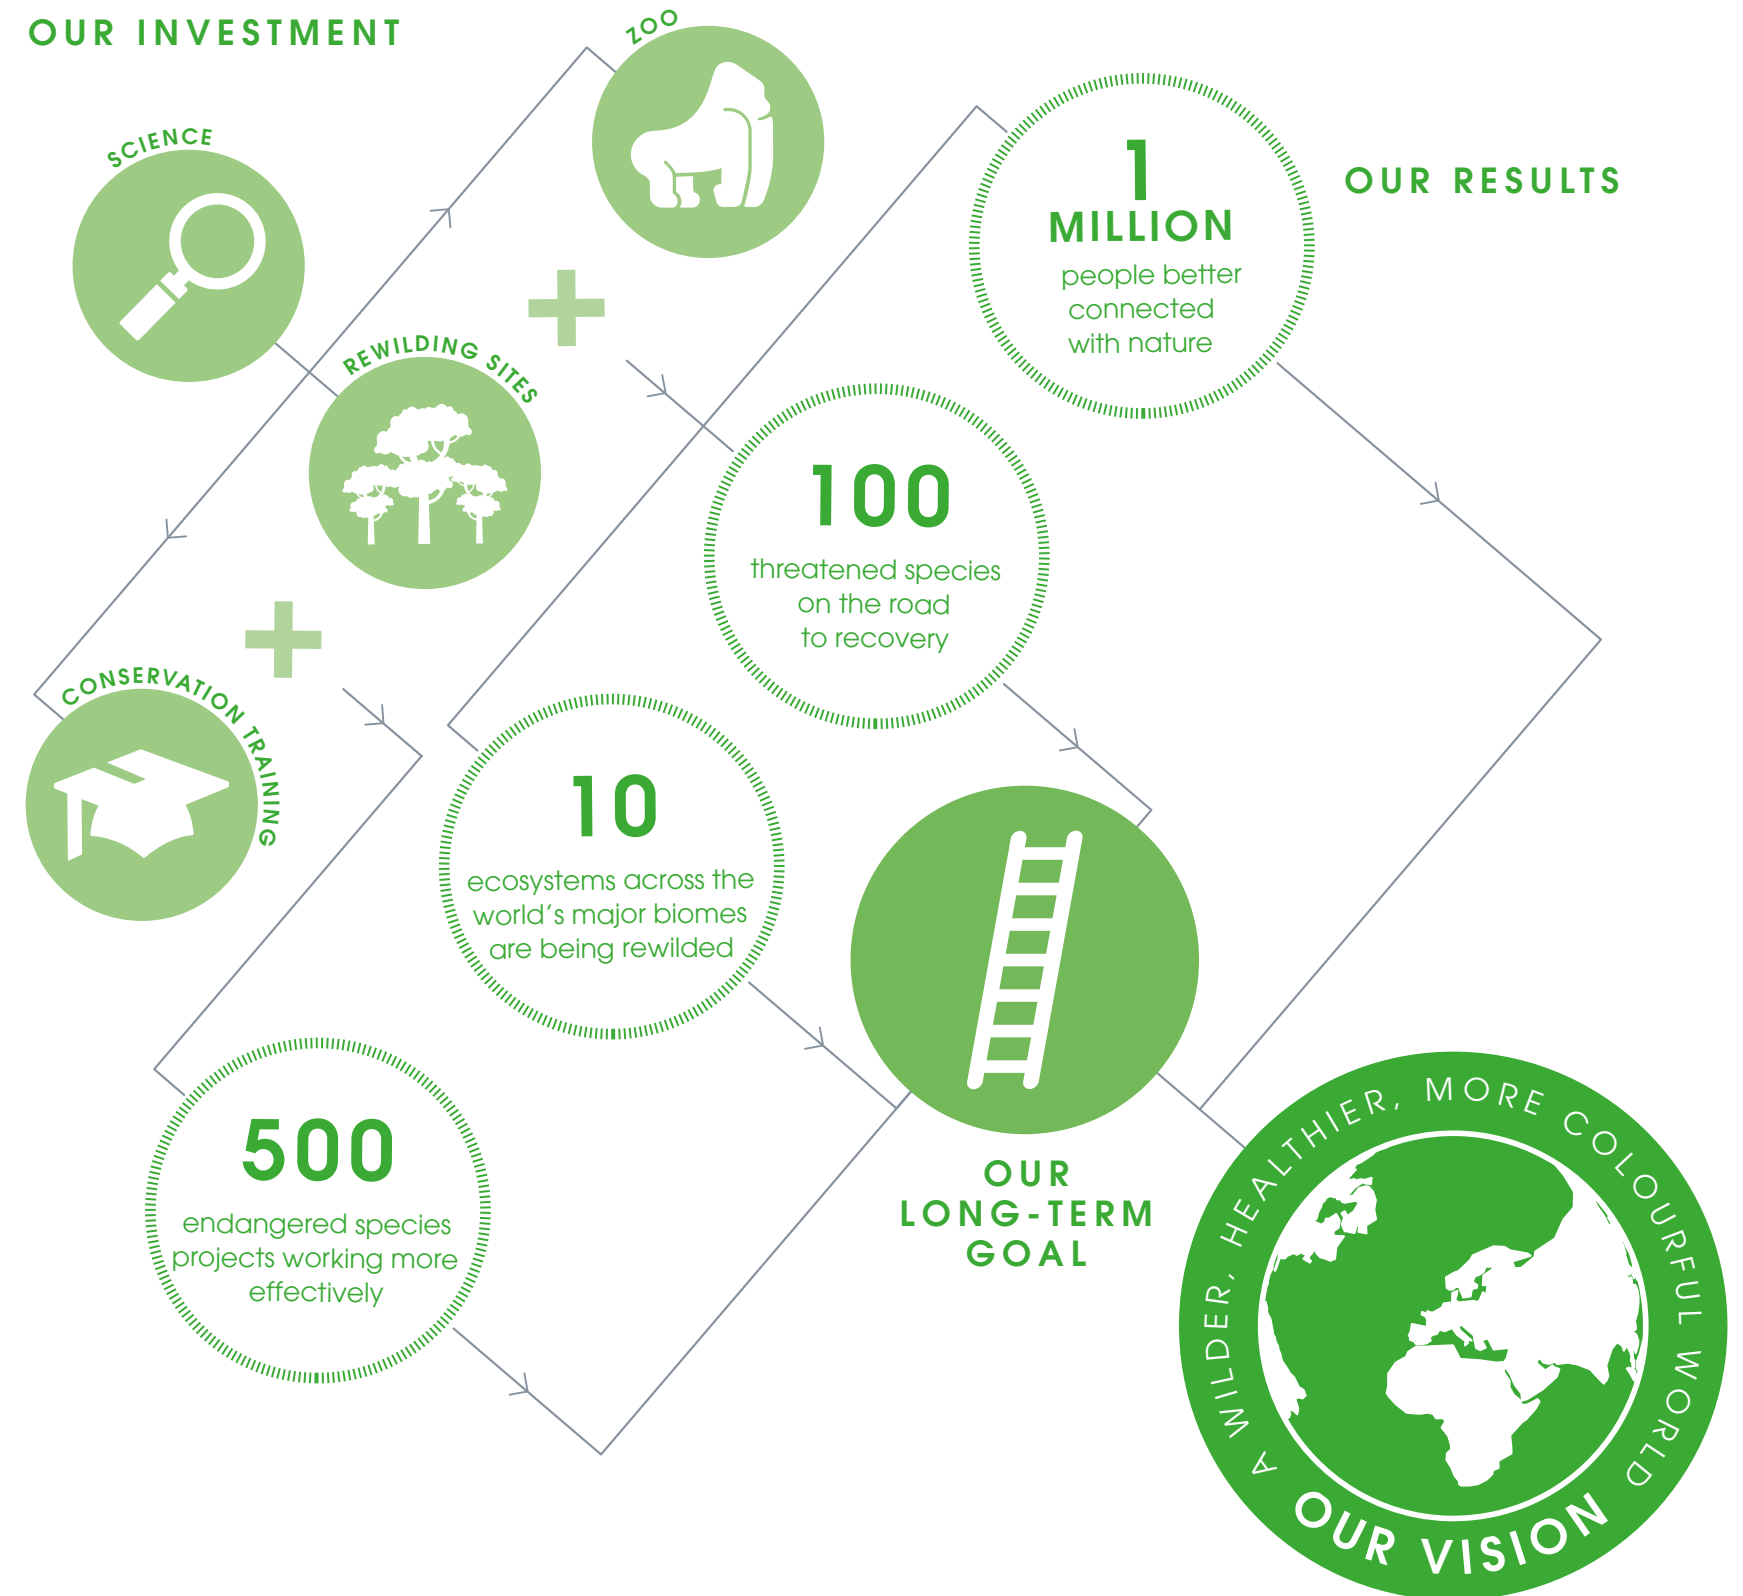 OUR INVESTMENT
ZOO
SCIENCE
REWILDING SITES
CONSERVATION TRAINING
OUR RESULTS
1
MILLION
people better
connected
with nature
100
threatened species
on the road
to recovery
10
ecosystems across the
world's major biomes
are being rewilded
500
endangered species
projects working more
effectively
OUR
LONG-TERM
GOAL
A WILDER, HEALTHIER, MORE COLOURFUL WORLD
OUR VISION